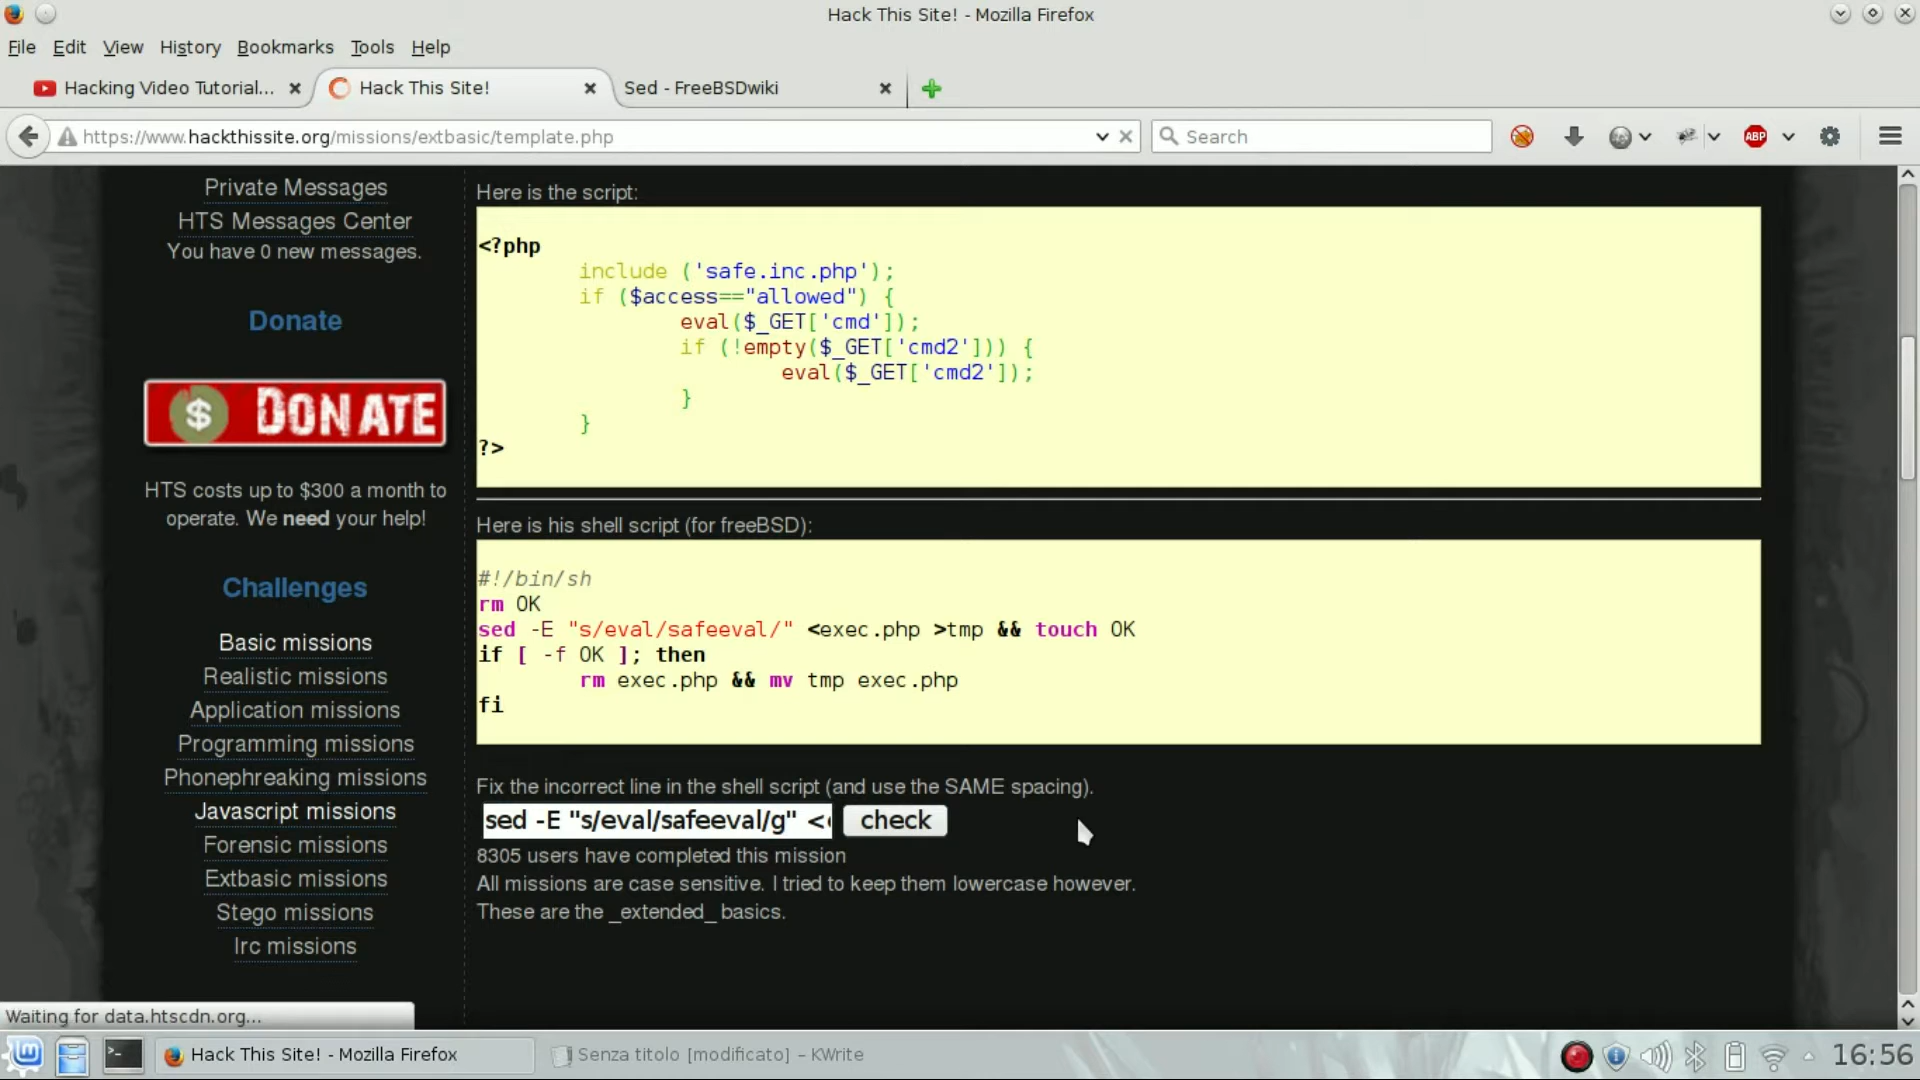 Hack This Site! - Mozilla Firefox
File Edit View History Bookmarks Tools Help
Hacking Video Tutorial...
Hack This Site!
Sed - FreeBSDwiki
https://www.hackthissite.org/missions/extbasic/template.php
Search
ABP
Private Messages
HTS Messages Center
You have 0 new messages.
Donate
$ DONATE
HTS costs up to $300 a month to
operate. We need your help!
Challenges
Basic missions
Realistic missions
Application missions
Programming missions
Phonephreaking missions
Javascript missions
Forensic missions
Extbasic missions
Stego missions
Irc missions
Here is the script:
<?php
include ('safe.inc.php');
if ($access=="allowed") {
eval($_GET['cmd']);
if (!empty($_GET['cmd2'])) {
eval($_GET['cmd2']);
}
}
?>
Here is his shell script (for freeBSD):
#!/bin/sh
rm OK
sed -E "s/eval/safeeval/" <exec.php >tmp && touch OK
if [ -f OK ]; then
rm exec.php && mv tmp exec.php
fi
Fix the incorrect line in the shell script (and use the SAME spacing).
sed -E "s/eval/safeeval/g" <
check
8305 users have completed this mission
All missions are case sensitive. I tried to keep them lowercase however.
These are the _extended_ basics.
Waiting for data.htscdn.org...
Hack This Site! - Mozilla Firefox
Senza titolo [modificato] – KWrite
16:56